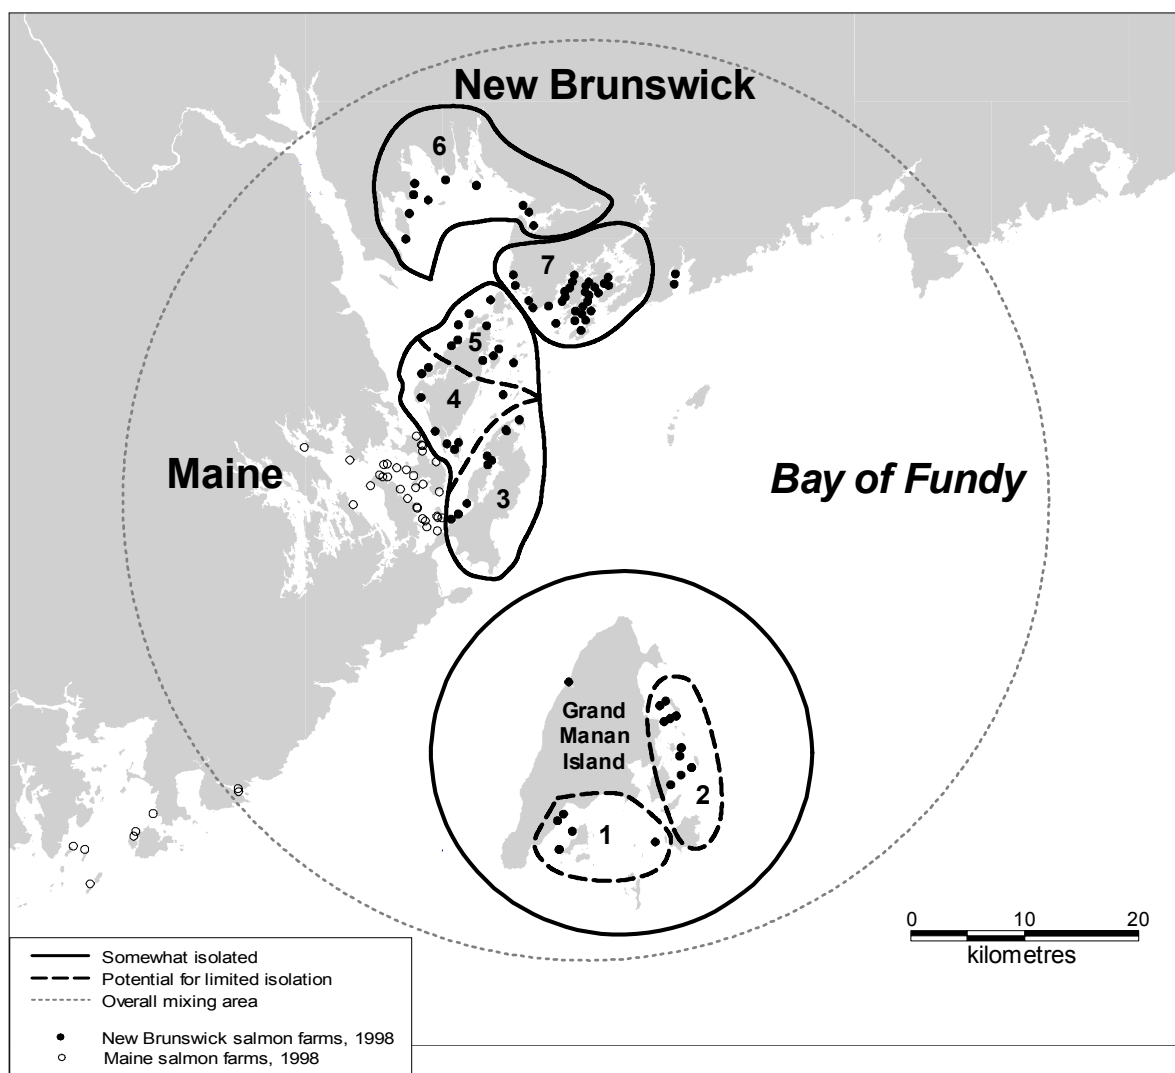 New Brunswick
6
7
5
4
Maine
Bay of Fundy
3
Grand
Manan
Island
2
1
0 10 20
kilometres
Somewhat isolated
Potential for limited isolation
Overall mixing area
New Brunswick salmon farms, 1998
Maine salmon farms, 1998